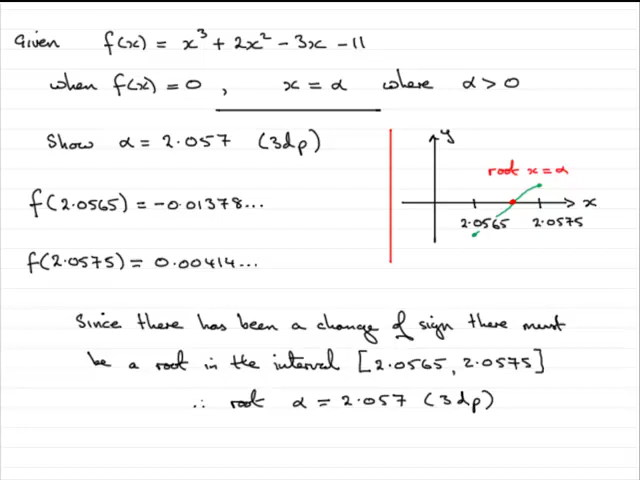 Given f(x) = x³ + 2x² - 3x - 11
when f(x) = 0 , x = α where α > 0
Show α = 2.057 (3dp)
y
root x = α
x
2.0565
2.0575
f(2.0565) = -0.01378...
f(2.0575) = 0.00414...
Since there has been a change of sign there must
be a root in the interval [2.0565, 2.0575]
∴ root α = 2.057 (3dp)